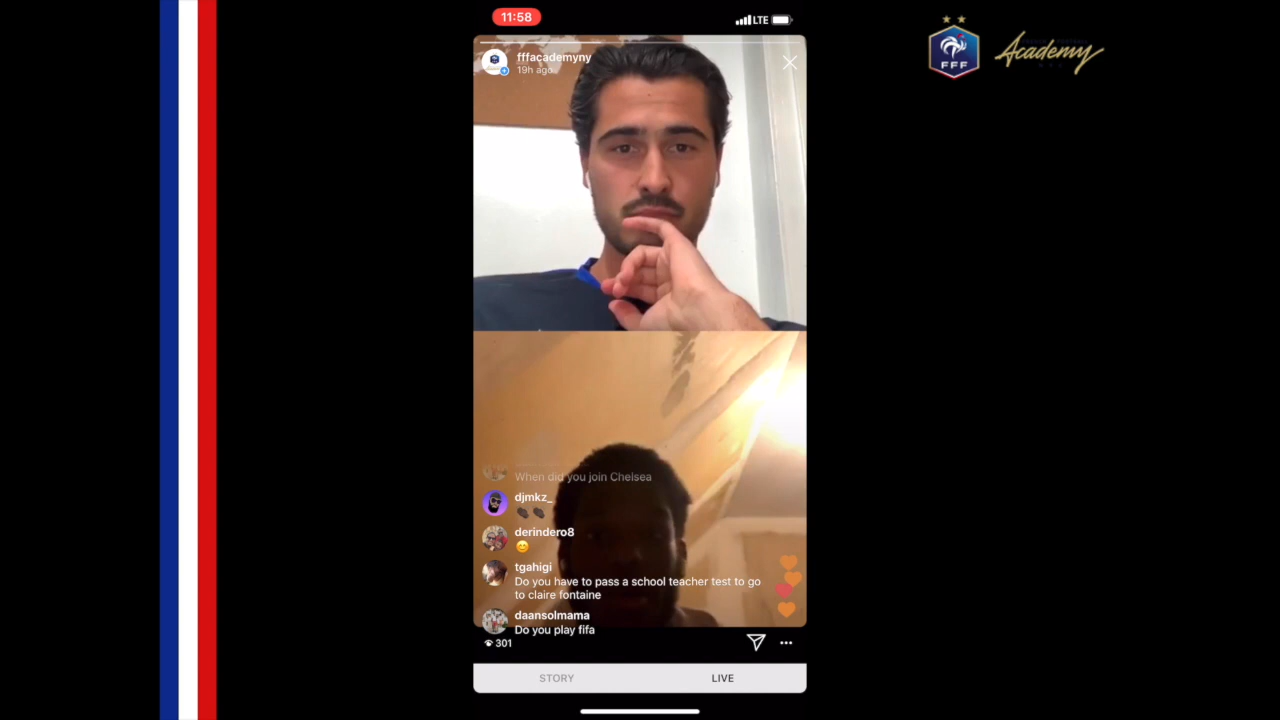 11:58
LTE
fffacademyny
19h ago
FFF
Academy
When did you join Chelsea
djmkz_
derindero8
tgahigi
Do you have to pass a school teacher test to go
to claire fontaine
daansolmama
Do you play fifa
301
STORY
LIVE